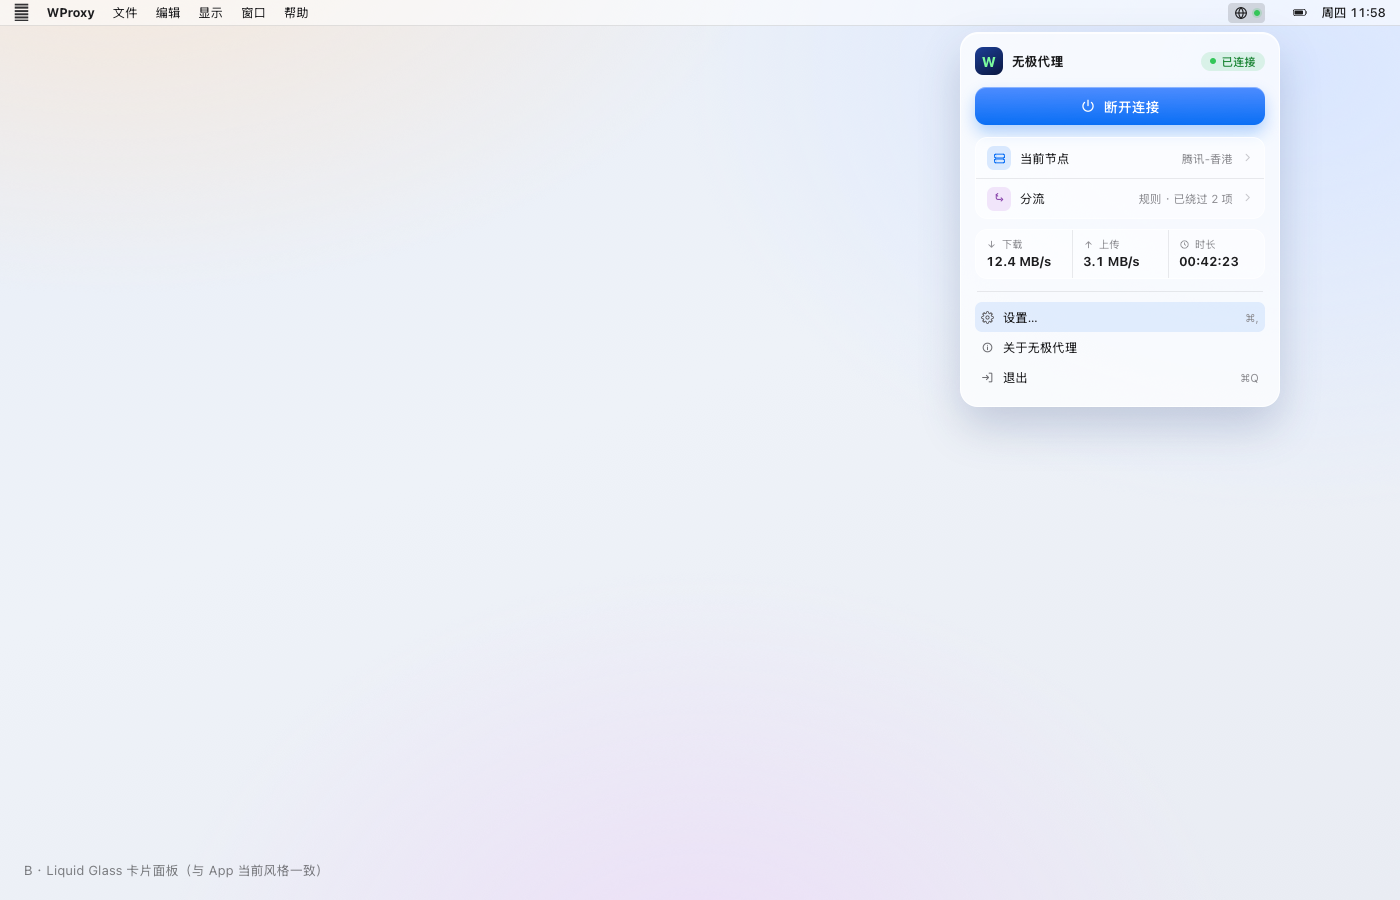 WProxy 文件 编辑 显示 窗口 帮助 周四 11:58
W 无极代理 已连接
断开连接
当前节点 腾讯-香港
分流 规则 · 已绕过 2 项
下载 上传 时长
12.4 MB/s 3.1 MB/s 00:42:23
设置... ⌘,
关于无极代理
退出 ⌘Q
B · Liquid Glass 卡片面板（与 App 当前风格一致）